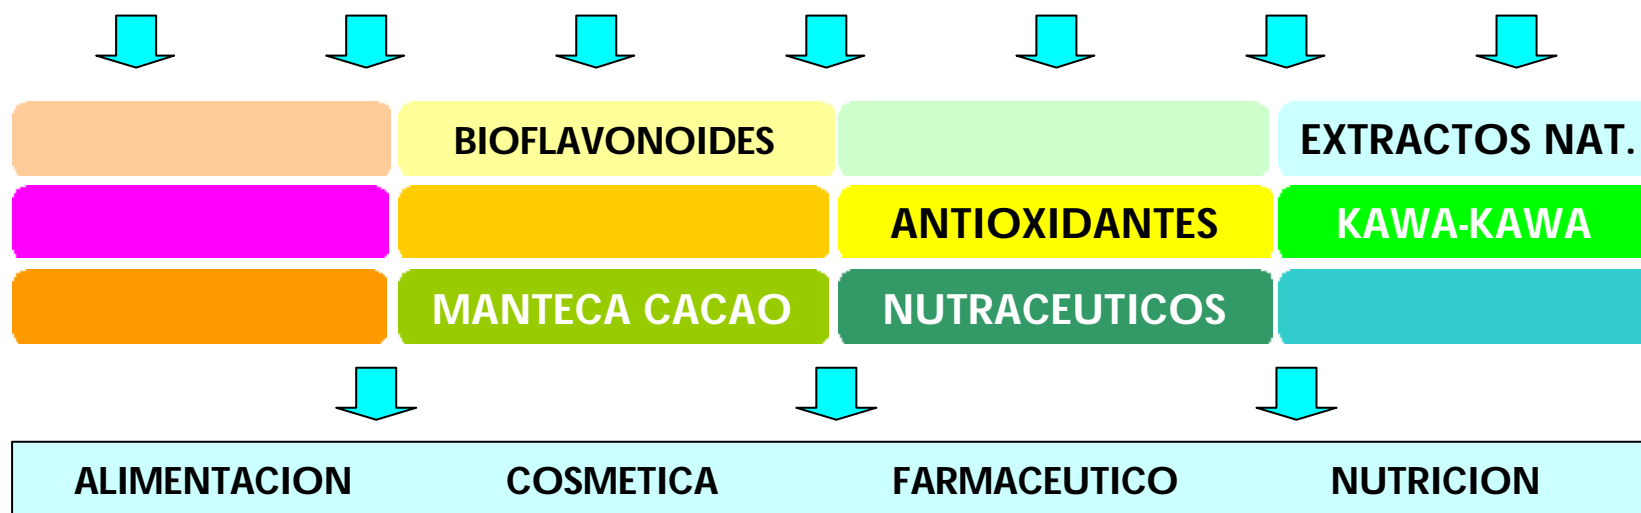 BIOFLAVONOIDES EXTRACTOS NAT.
ANTIOXIDANTES KAWA-KAWA
MANTECA CACAO NUTRACEUTICOS
ALIMENTACION COSMETICA FARMACEUTICO NUTRICION